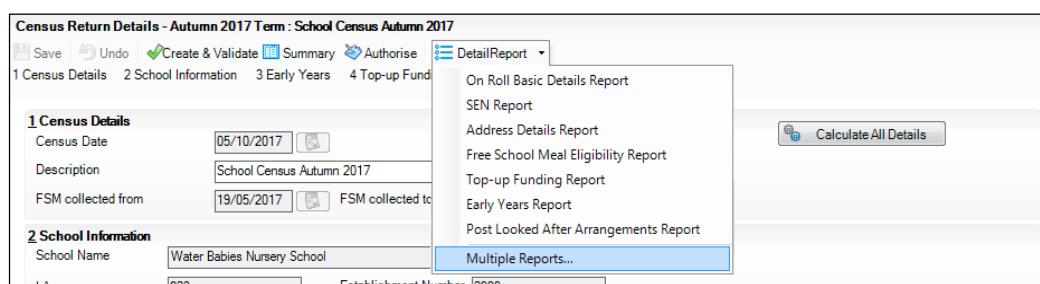 Census Return Details - Autumn 2017 Term : School Census Autumn 2017
Save Undo Create & Validate Summary Authorise DetailReport
1 Census Details 2 School Information 3 Early Years 4 Top-up Fund
On Roll Basic Details Report
SEN Report
Address Details Report
Free School Meal Eligibility Report
Top-up Funding Report
Early Years Report
Post Looked After Arrangements Report
Multiple Reports...
1 Census Details
Census Date 05/10/2017
Calculate All Details
Description School Census Autumn 2017
FSM collected from 19/05/2017 FSM collected to
2 School Information
School Name Water Babies Nursery School
Establishment Number